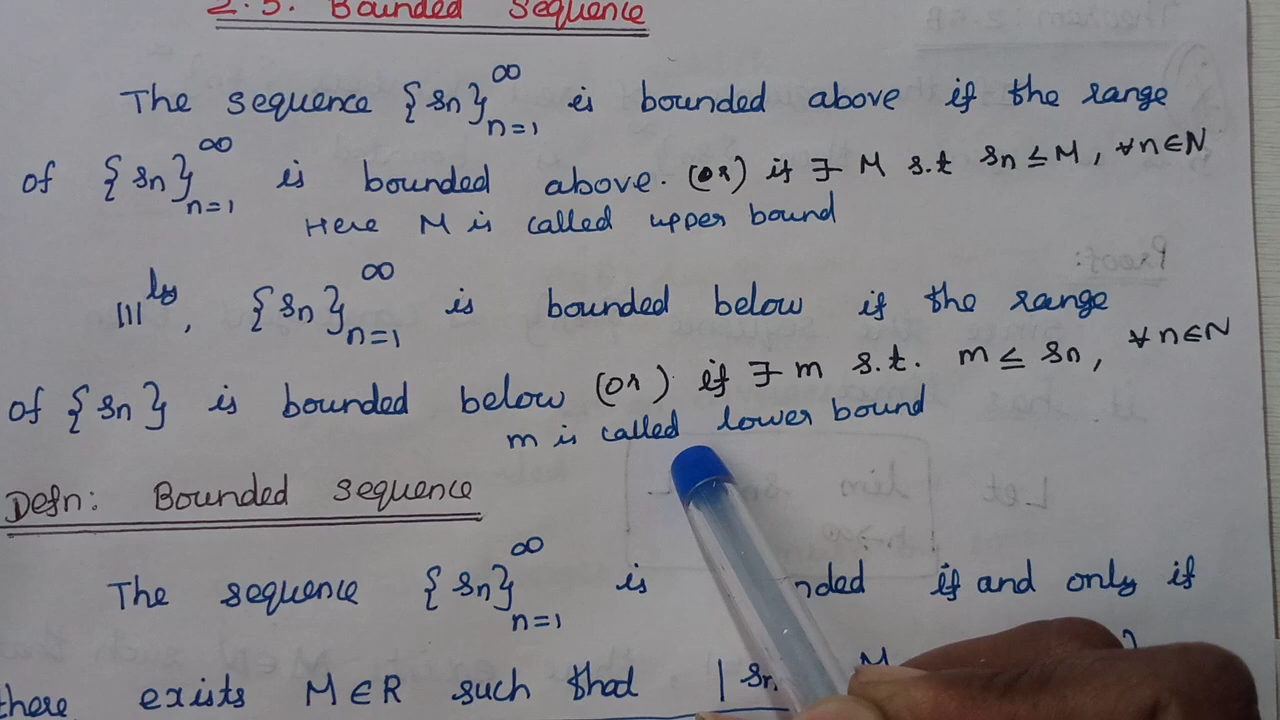 2.5. Bounded Sequence
The sequence {sn}∞n=1 is bounded above if the range
of {sn}∞n=1 is bounded above. (or) if ∃ M s.t sn ≤ M, ∀ n ∈ N
Here M is called upper bound
|||ly, {sn}∞n=1 is bounded below if the range
of {sn} is bounded below (or) if ∃ m s.t. m ≤ sn, ∀ n ∈ N
m is called lower bound
Defn: Bounded sequence
The sequence {sn}∞n=1 is nded if and only if
there exists M ∈ R such that | sn M